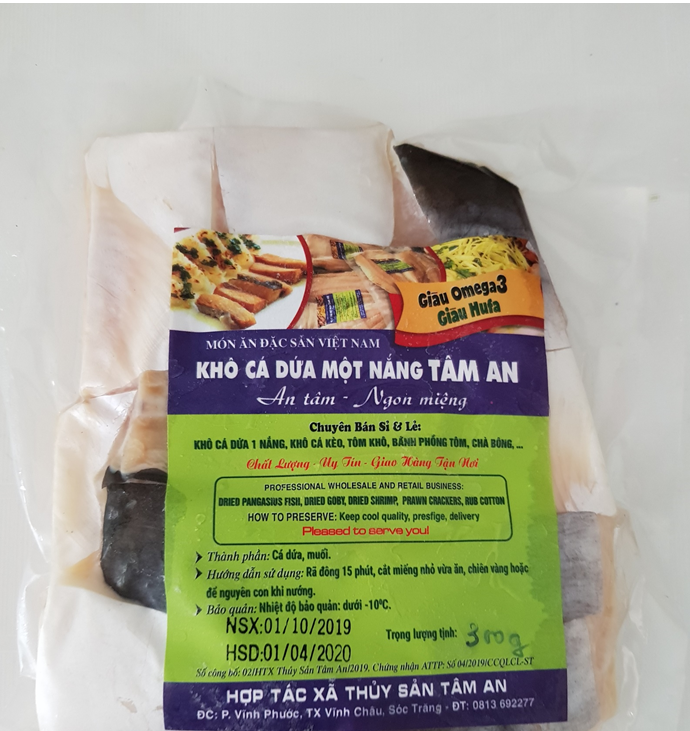 Giàu Omega3
Giàu Hufa
MÓN ĂN ĐẶC SẢN VIỆT NAM
KHÔ CÁ DỨA MỘT NẮNG TÂM AN
An tâm - Ngon miệng
Chuyên Bán Sỉ & Lẻ:
KHÔ CÁ DỨA 1 NẮNG, KHÔ CÁ KÈO, TÔM KHÔ, BÁNH PHỒNG TÔM, CHÀ BÔNG, ...
Chất Lượng - Uy Tín - Giao Hàng Tận Nơi
PROFESSIONAL WHOLESALE AND RETAIL BUSINESS:
DRIED PANGASIUS FISH, DRIED GOBY, DRIED SHRIMP, PRAWN CRACKERS, RUB COTTON
HOW TO PRESERVE: Keep cool quality, presfige, delivery
Pleased to serve you!
Thành phần: Cá dứa, muối.
Hướng dẫn sử dụng: Rã đông 15 phút, cắt miếng nhỏ vừa ăn, chiên vàng hoặc
để nguyên con khi nướng.
Bảo quản: Nhiệt độ bảo quản: dưới -10ºC.
NSX:01/10/2019
Trọng lượng tịnh: 300g
HSD:01/04/2020
Số công bố: 02/HTX Thủy Sản Tâm An/2019. Chứng nhận ATTP: Số 04/2019/CCQLCL-ST
HỢP TÁC XÃ THỦY SẢN TÂM AN
ĐC: P. Vĩnh Phước, TX Vĩnh Châu, Sóc Trăng - ĐT: 0813 692277